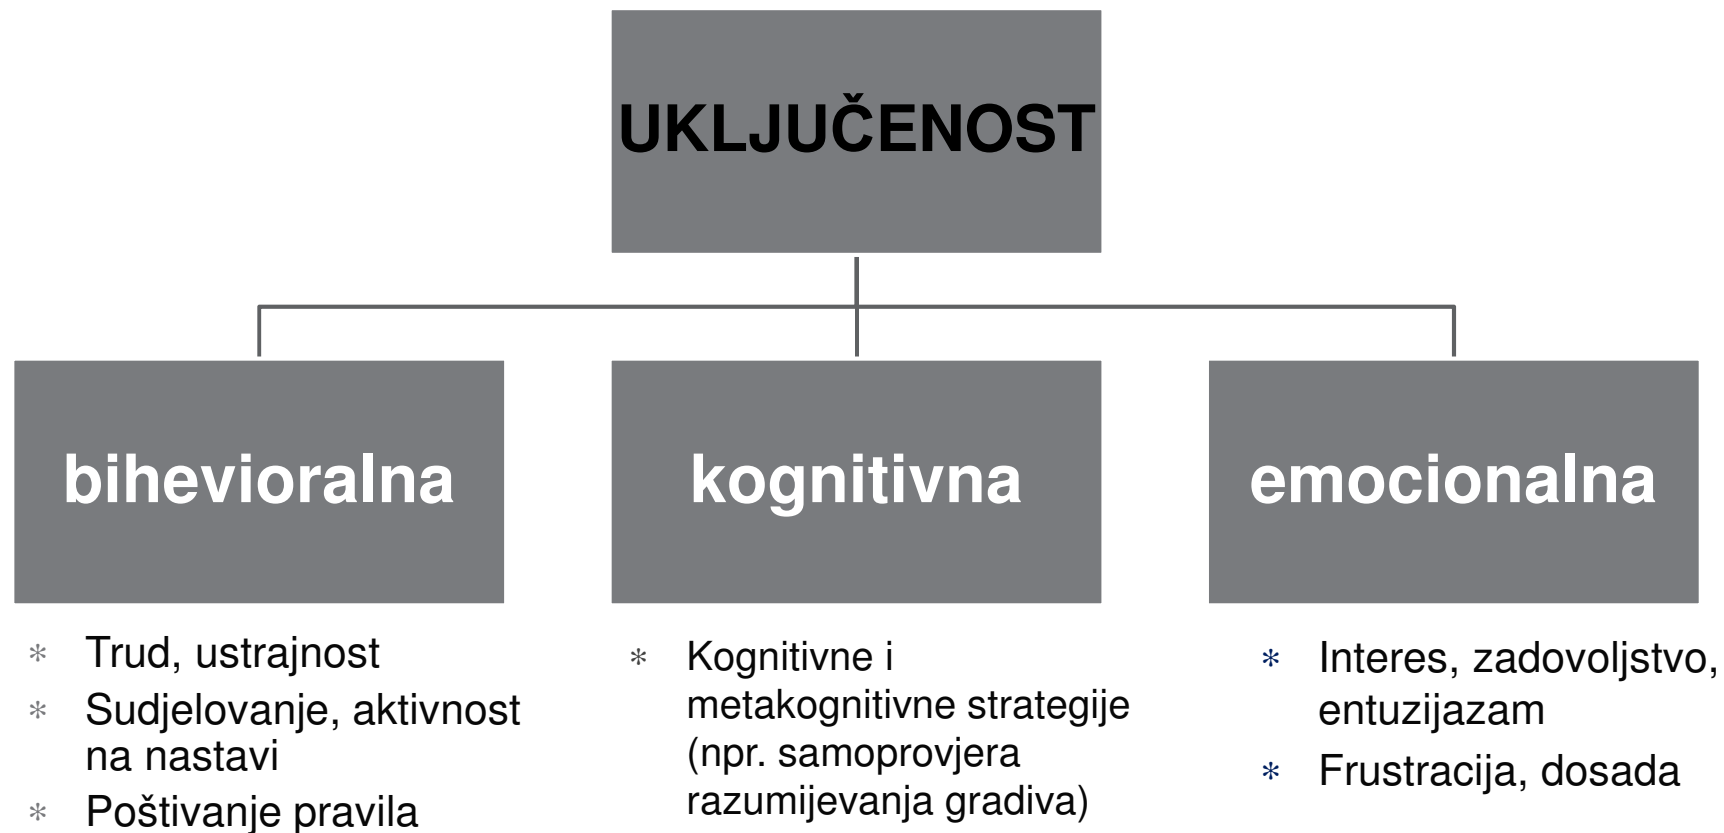 UKLJUČENOST
bihevioralna
kognitivna
emocionalna
* Trud, ustrajnost
* Sudjelovanje, aktivnost
na nastavi
* Poštivanje pravila
* Kognitivne i
metakognitivne strategije
(npr. samoprovjera
razumijevanja gradiva)
* Interes, zadovoljstvo,
entuzijazam
* Frustracija, dosada